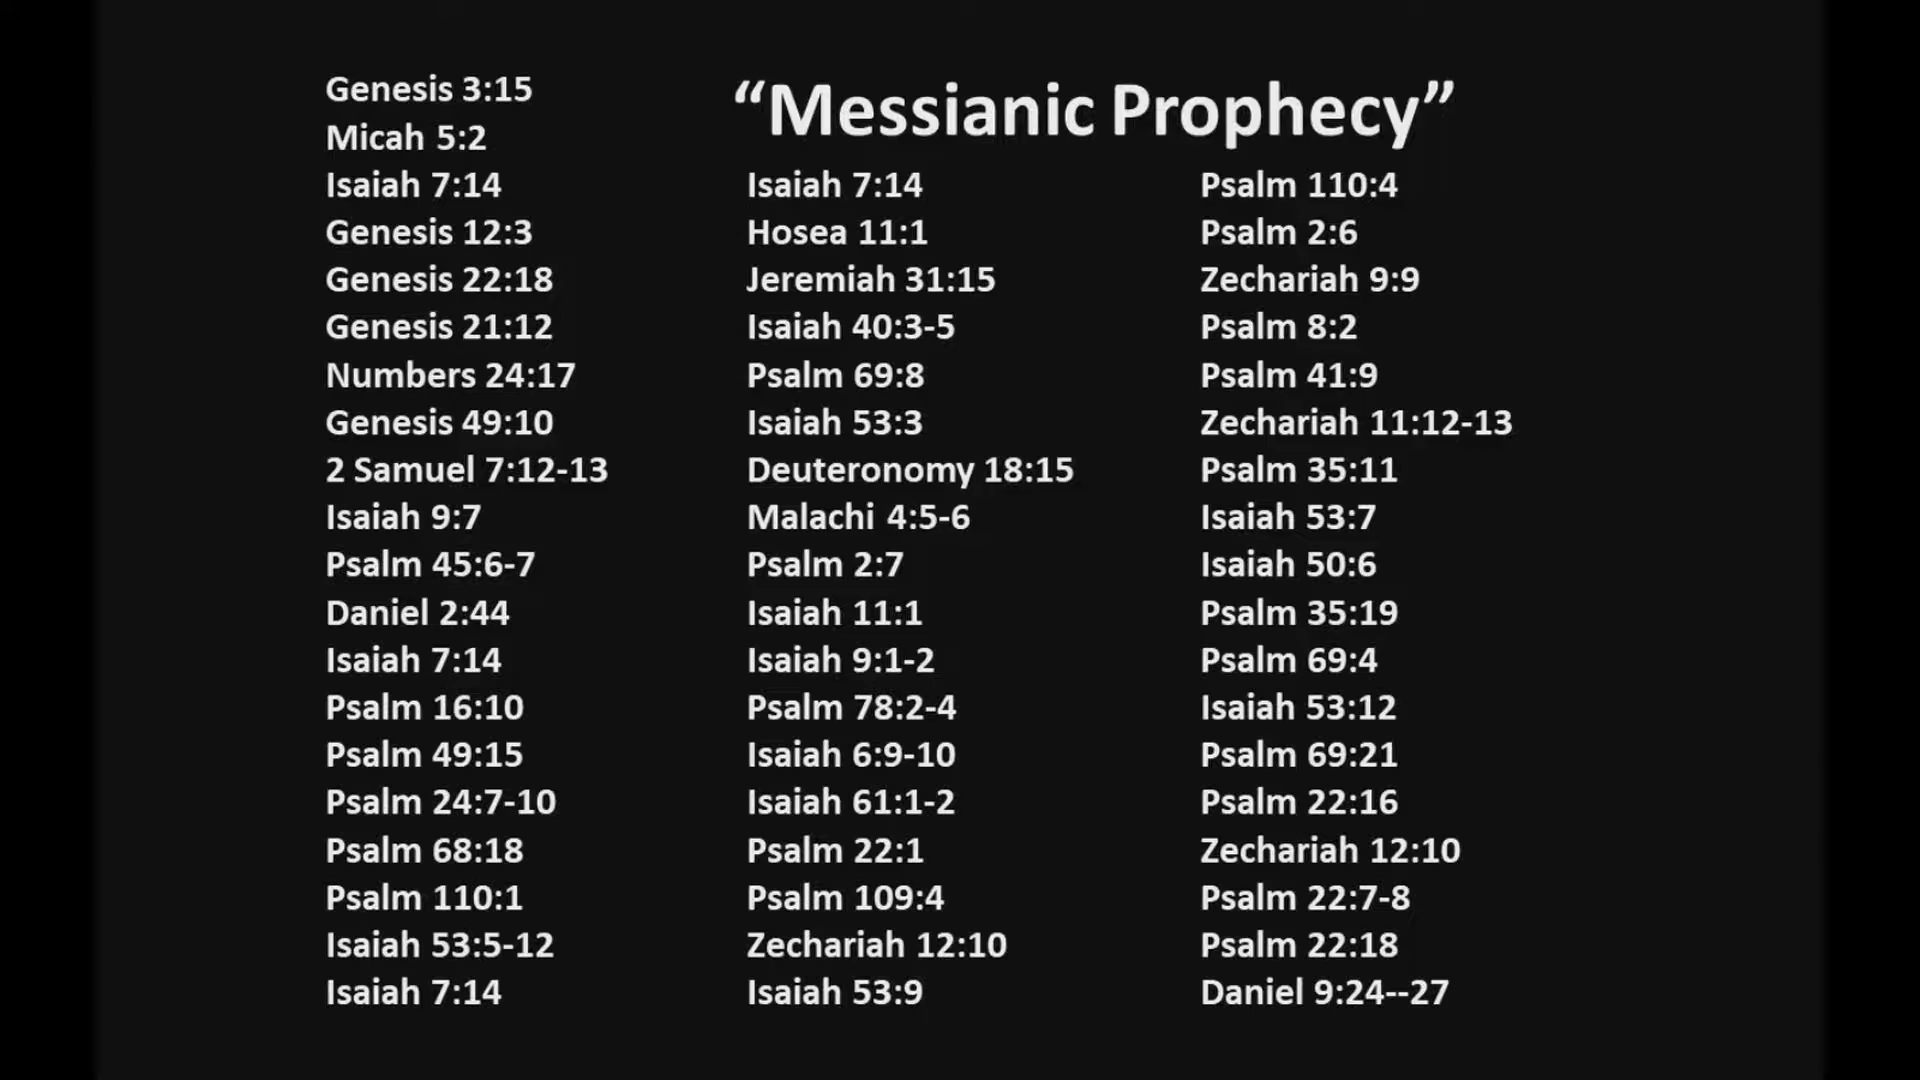 “Messianic Prophecy”
Genesis 3:15
Micah 5:2
Isaiah 7:14
Genesis 12:3
Genesis 22:18
Genesis 21:12
Numbers 24:17
Genesis 49:10
2 Samuel 7:12-13
Isaiah 9:7
Psalm 45:6-7
Daniel 2:44
Isaiah 7:14
Psalm 16:10
Psalm 49:15
Psalm 24:7-10
Psalm 68:18
Psalm 110:1
Isaiah 53:5-12
Isaiah 7:14
Isaiah 7:14
Hosea 11:1
Jeremiah 31:15
Isaiah 40:3-5
Psalm 69:8
Isaiah 53:3
Deuteronomy 18:15
Malachi 4:5-6
Psalm 2:7
Isaiah 11:1
Isaiah 9:1-2
Psalm 78:2-4
Isaiah 6:9-10
Isaiah 61:1-2
Psalm 22:1
Psalm 109:4
Zechariah 12:10
Isaiah 53:9
Psalm 110:4
Psalm 2:6
Zechariah 9:9
Psalm 8:2
Psalm 41:9
Zechariah 11:12-13
Psalm 35:11
Isaiah 53:7
Isaiah 50:6
Psalm 35:19
Psalm 69:4
Isaiah 53:12
Psalm 69:21
Psalm 22:16
Zechariah 12:10
Psalm 22:7-8
Psalm 22:18
Daniel 9:24--27